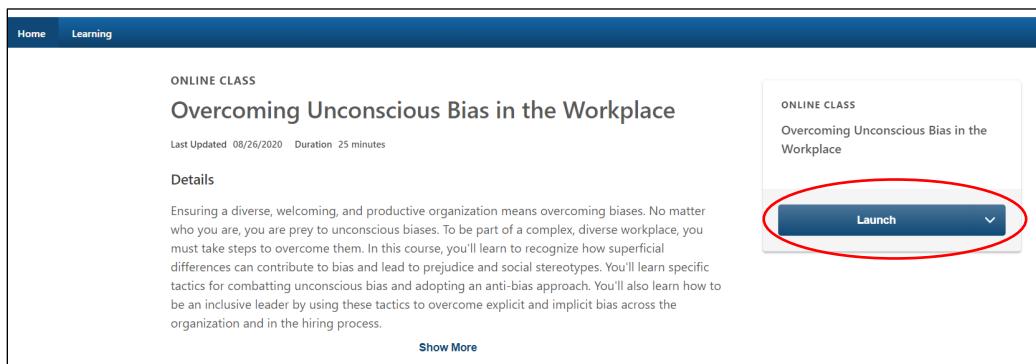 Home Learning
ONLINE CLASS
Overcoming Unconscious Bias in the Workplace
Last Updated 08/26/2020 Duration 25 minutes
Details
Ensuring a diverse, welcoming, and productive organization means overcoming biases. No matter
who you are, you are prey to unconscious biases. To be part of a complex, diverse workplace, you
must take steps to overcome them. In this course, you'll learn to recognize how superficial
differences can contribute to bias and lead to prejudice and social stereotypes. You'll learn specific
tactics for combatting unconscious bias and adopting an anti-bias approach. You'll also learn how to
be an inclusive leader by using these tactics to overcome explicit and implicit bias across the
organization and in the hiring process.
Show More
ONLINE CLASS
Overcoming Unconscious Bias in the
Workplace
Launch